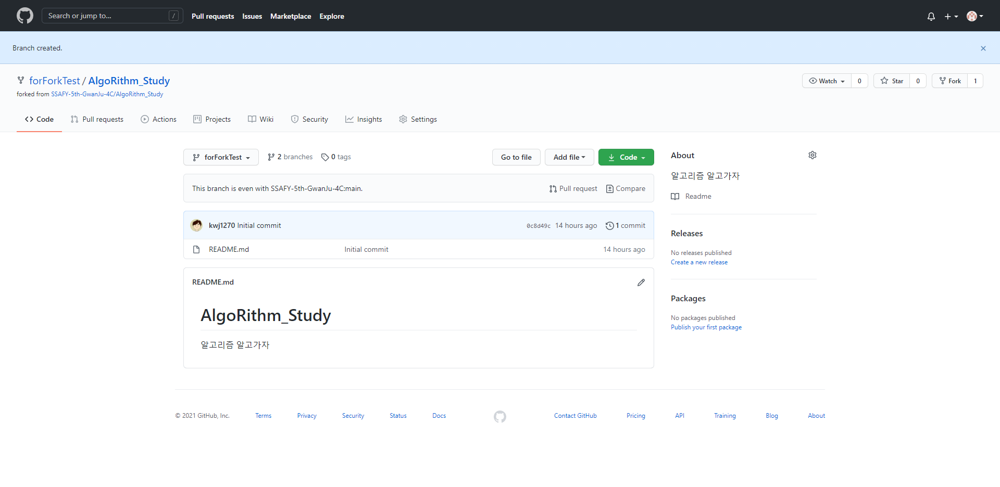 Search or jump to... /
Pull requests Issues Marketplace Explore
Branch created.
forForkTest / AlgoRithm_Study
forked from SSAFY-5th-GwanJu-4C/AlgoRithm_Study
Watch 0 Star 0 Fork 1
Code Pull requests Actions Projects Wiki Security Insights Settings
forForkTest 2 branches 0 tags Go to file Add file Code
This branch is even with SSAFY-5th-GwanJu-4C:main. Pull request Compare
kwj1270 Initial commit 0c8d49c 14 hours ago 1 commit
README.md Initial commit 14 hours ago
README.md
AlgoRithm_Study
알고리즘 알고가자
About
알고리즘 알고가자
Readme
Releases
No releases published
Create a new release
Packages
No packages published
Publish your first package
© 2021 GitHub, Inc. Terms Privacy Security Status Docs Contact GitHub Pricing API Training Blog About